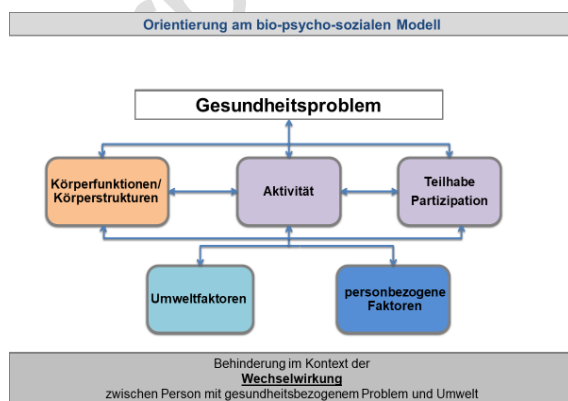 Orientierung am bio-psycho-sozialen Modell
Gesundheitsproblem
Körperfunktionen/
Körperstrukturen
Aktivität
Teilhabe
Partizipation
Umweltfaktoren
personbezogene
Faktoren
Behinderung im Kontext der
Wechselwirkung
zwischen Person mit gesundheitsbezogenem Problem und Umwelt